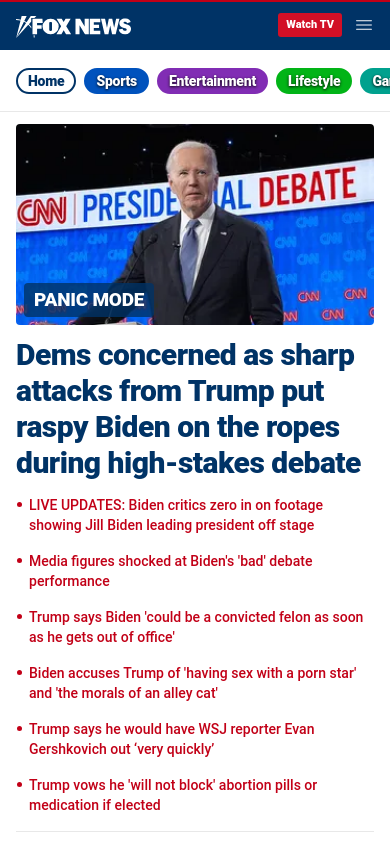 FOX NEWS
Watch TV
Home
Sports
Entertainment
Lifestyle
CNN PRESIDE AL DEBATE
CNN
CNN
PANIC MODE
Dems concerned as sharp
attacks from Trump put
raspy Biden on the ropes
during high-stakes debate
• LIVE UPDATES: Biden critics zero in on footage
showing Jill Biden leading president off stage
• Media figures shocked at Biden's 'bad' debate
performance
• Trump says Biden 'could be a convicted felon as soon
as he gets out of office'
• Biden accuses Trump of 'having sex with a porn star'
and 'the morals of an alley cat'
• Trump says he would have WSJ reporter Evan
Gershkovich out ‘very quickly’
• Trump vows he 'will not block' abortion pills or
medication if elected